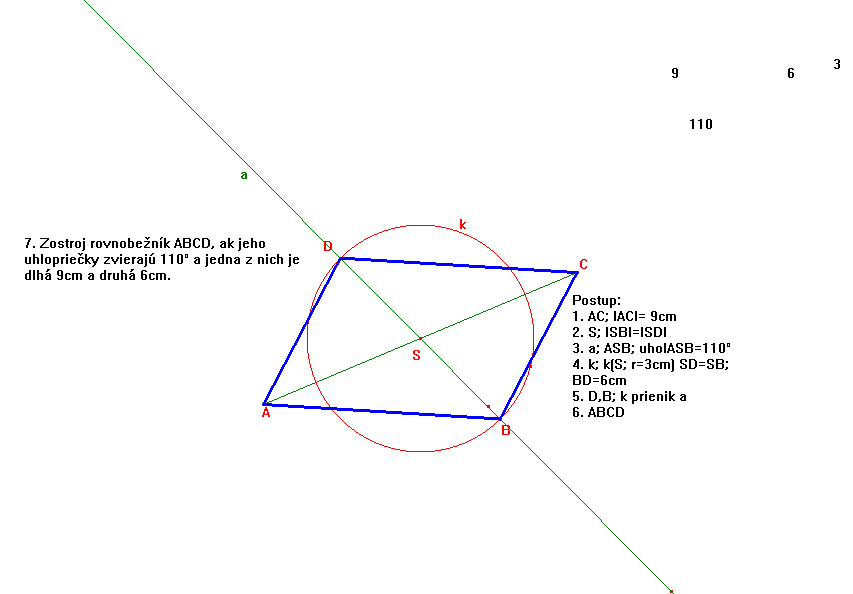 3
9
6
110
a
k
7. Zostroj rovnobežník ABCD, ak jeho
uhlopriečky zvierajú 110° a jedna z nich je
dlhá 9cm a druhá 6cm.
D
C
Postup:
1. AC; IACI= 9cm
2. S; ISBI=ISDI
3. a; ASB; uholASB=110°
4. k; k(S; r=3cm) SD=SB;
BD=6cm
5. D,B; k prienik a
6. ABCD
S
A
B